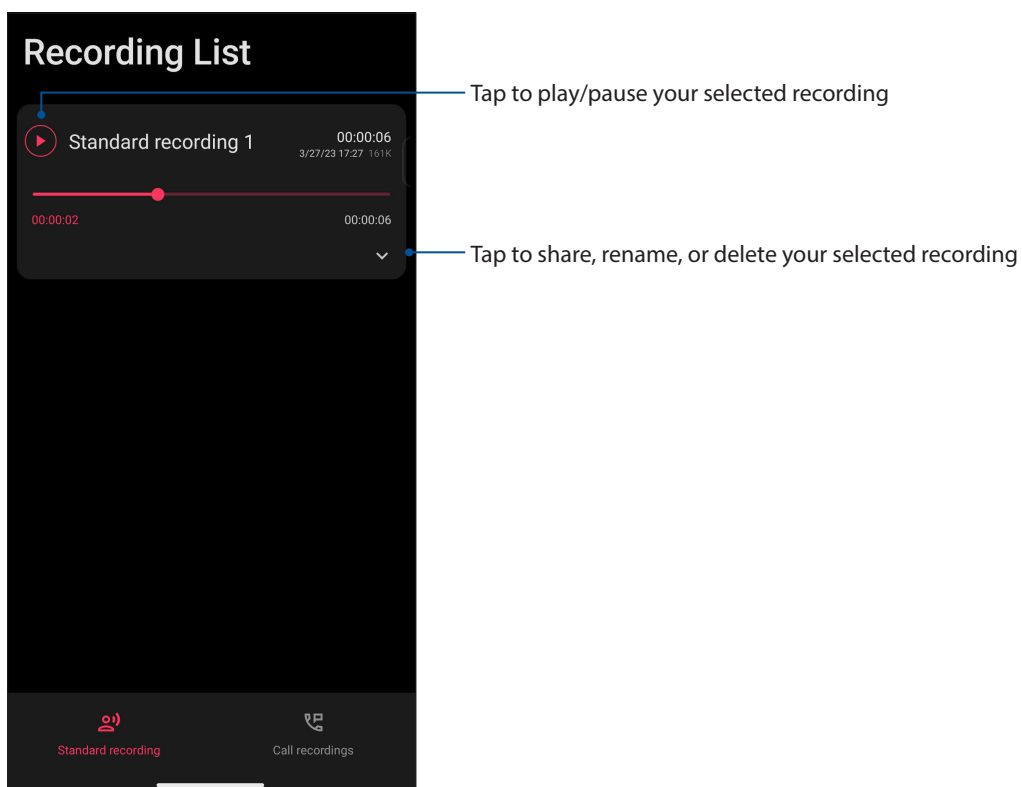 Recording List
Tap to play/pause your selected recording
Standard recording 1
00:00:06
3/27/23 17:27 161K
00:00:02
00:00:06
Tap to share, rename, or delete your selected recording
Standard recording
Call recordings